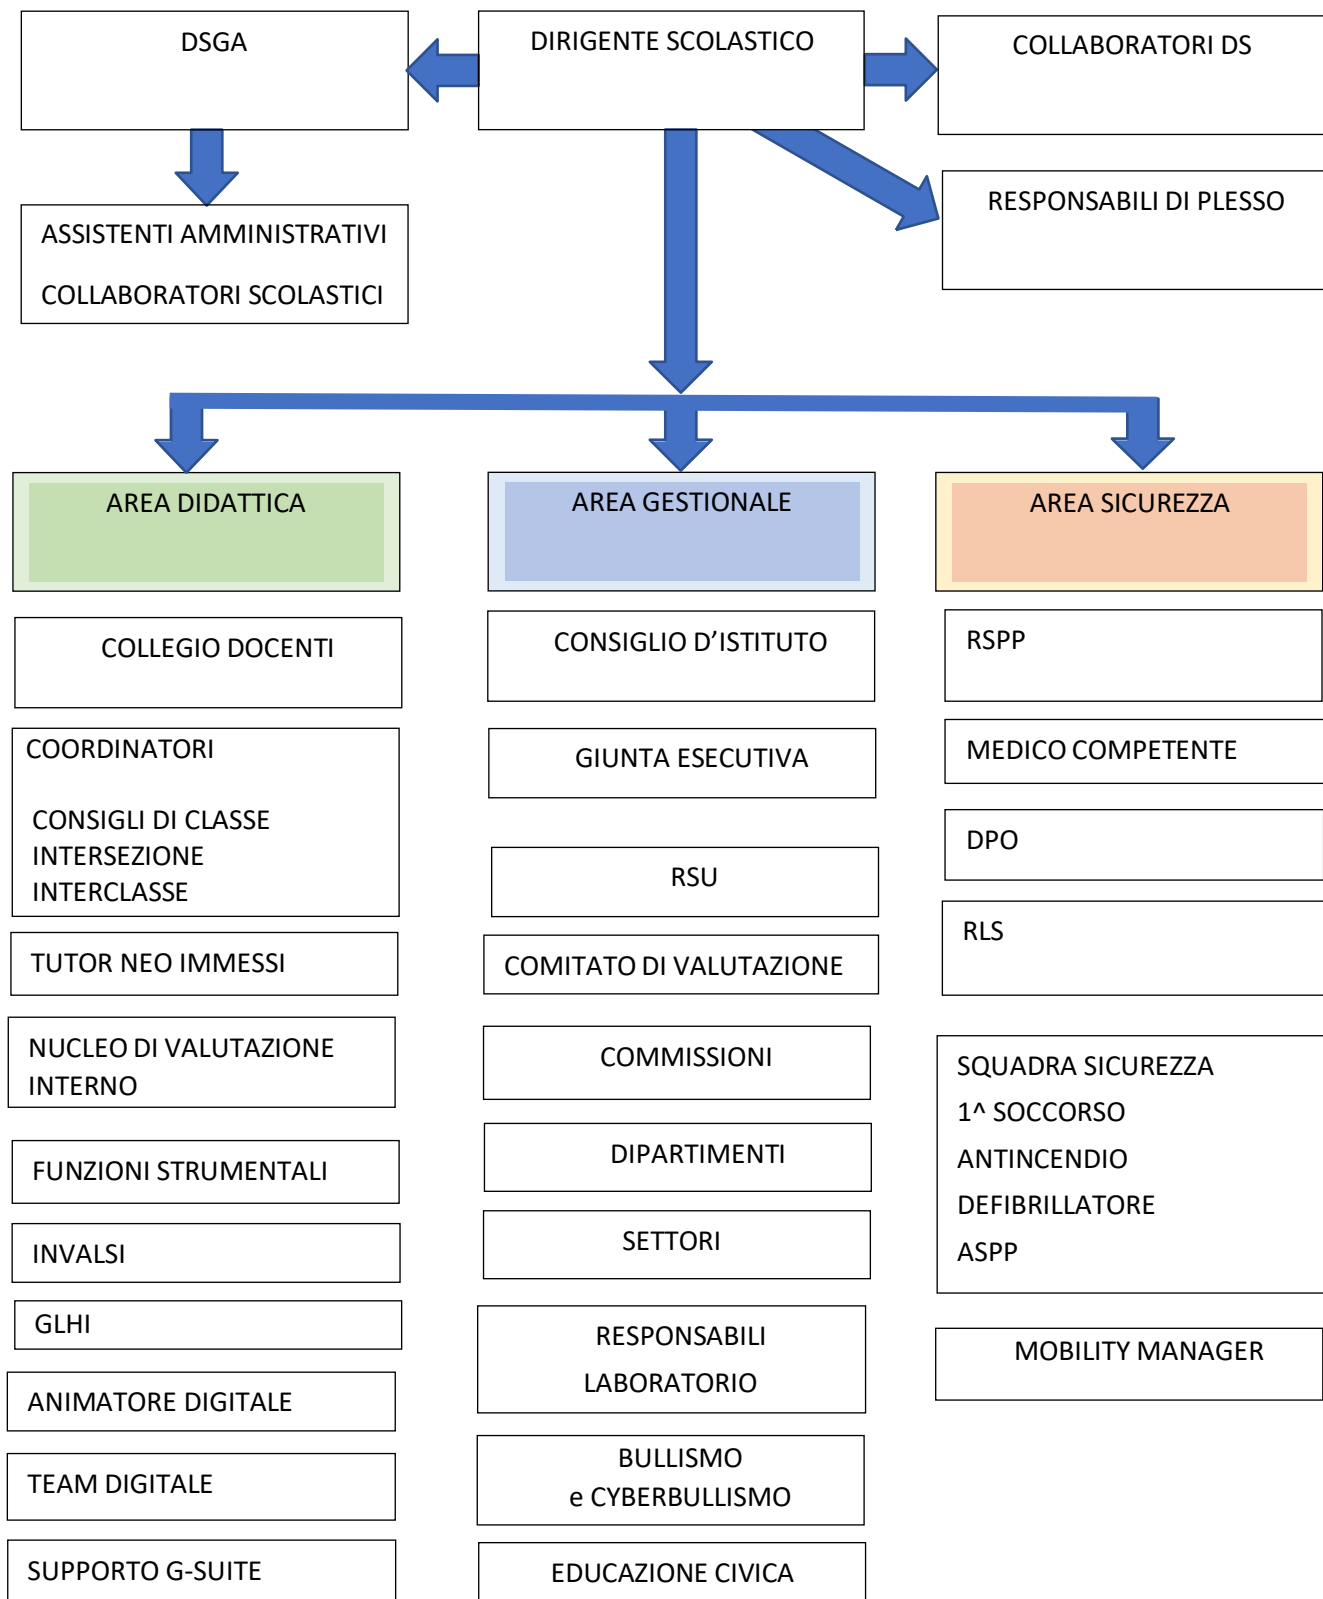 DSGA
DIRIGENTE SCOLASTICO
COLLABORATORI DS
RESPONSABILI DI PLESSO
ASSISTENTI AMMINISTRATIVI
COLLABORATORI SCOLASTICI
AREA DIDATTICA
AREA GESTIONALE
AREA SICUREZZA
COLLEGIO DOCENTI
COORDINATORI
CONSIGLI DI CLASSE
INTERSEZIONE
INTERCLASSE
TUTOR NEO IMMESSI
NUCLEO DI VALUTAZIONE
INTERNO
FUNZIONI STRUMENTALI
INVALSI
GLHI
ANIMATORE DIGITALE
TEAM DIGITALE
SUPPORTO G-SUITE
CONSIGLIO D’ISTITUTO
GIUNTA ESECUTIVA
RSU
COMITATO DI VALUTAZIONE
COMMISSIONI
DIPARTIMENTI
SETTORI
RESPONSABILI
LABORATORIO
BULLISMO
e CYBERBULLISMO
EDUCAZIONE CIVICA
RSPP
MEDICO COMPETENTE
DPO
RLS
SQUADRA SICUREZZA
1^ SOCCORSO
ANTINCENDIO
DEFIBRILLATORE
ASPP
MOBILITY MANAGER